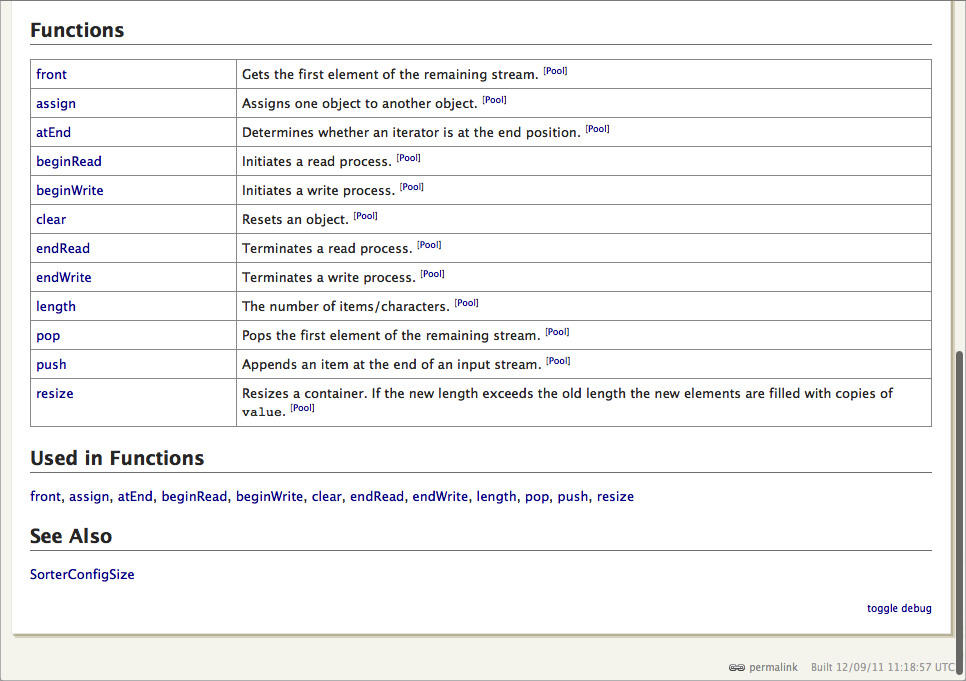 Functions
front Gets the first element of the remaining stream. [Pool]
assign Assigns one object to another object. [Pool]
atEnd Determines whether an iterator is at the end position. [Pool]
beginRead Initiates a read process. [Pool]
beginWrite Initiates a write process. [Pool]
clear Resets an object. [Pool]
endRead Terminates a read process. [Pool]
endWrite Terminates a write process. [Pool]
length The number of items/characters. [Pool]
pop Pops the first element of the remaining stream. [Pool]
push Appends an item at the end of an input stream. [Pool]
resize Resizes a container. If the new length exceeds the old length the new elements are filled with copies of
value. [Pool]
Used in Functions
front, assign, atEnd, beginRead, beginWrite, clear, endRead, endWrite, length, pop, push, resize
See Also
SorterConfigSize
toggle debug
permalink Built 12/09/11 11:18:57 UTC